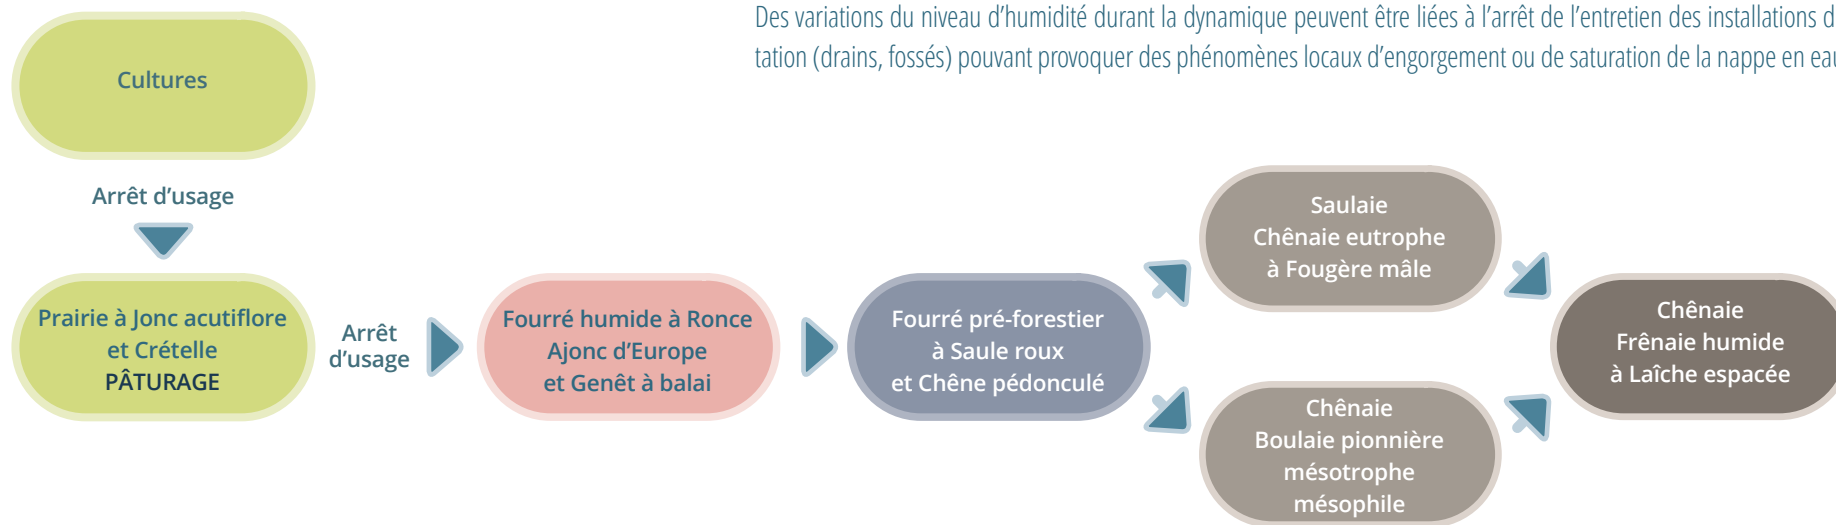 Des variations du niveau d’humidité durant la dynamique peuvent être liées à l’arrêt de l’entretien des installations d
tation (drains, fossés) pouvant provoquer des phénomènes locaux d’engorgement ou de saturation de la nappe en eau
Cultures
Arrêt d’usage
Prairie à Jonc acutiflore
et Crételle
PÂTURAGE
Arrêt
d’usage
Fourré humide à Ronce
Ajonc d’Europe
et Genêt à balai
Fourré pré-forestier
à Saule roux
et Chêne pédonculé
Saulaie
Chênaie eutrophe
à Fougère mâle
Chênaie
Boulaie pionnière
mésotrophe
mésophile
Chênaie
Frênaie humide
à Laîche espacée